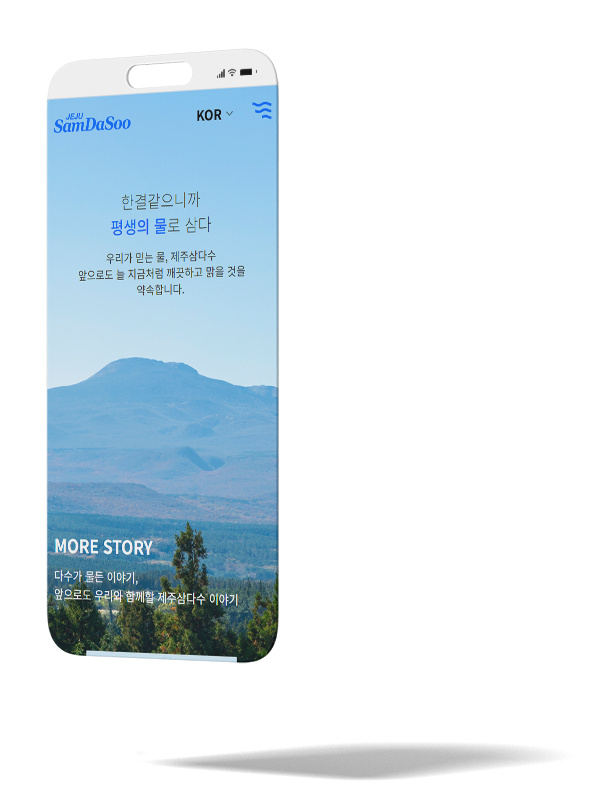 JEJU
SamDaSoo
KOR
한결같으니까
평생의 물로 삼다
우리가 믿는 물, 제주삼다수
앞으로도 늘 지금처럼 깨끗하고 맑을 것을
약속합니다.
MORE STORY
다수가 물든 이야기,
앞으로도 우리와 함께할 제주삼다수 이야기